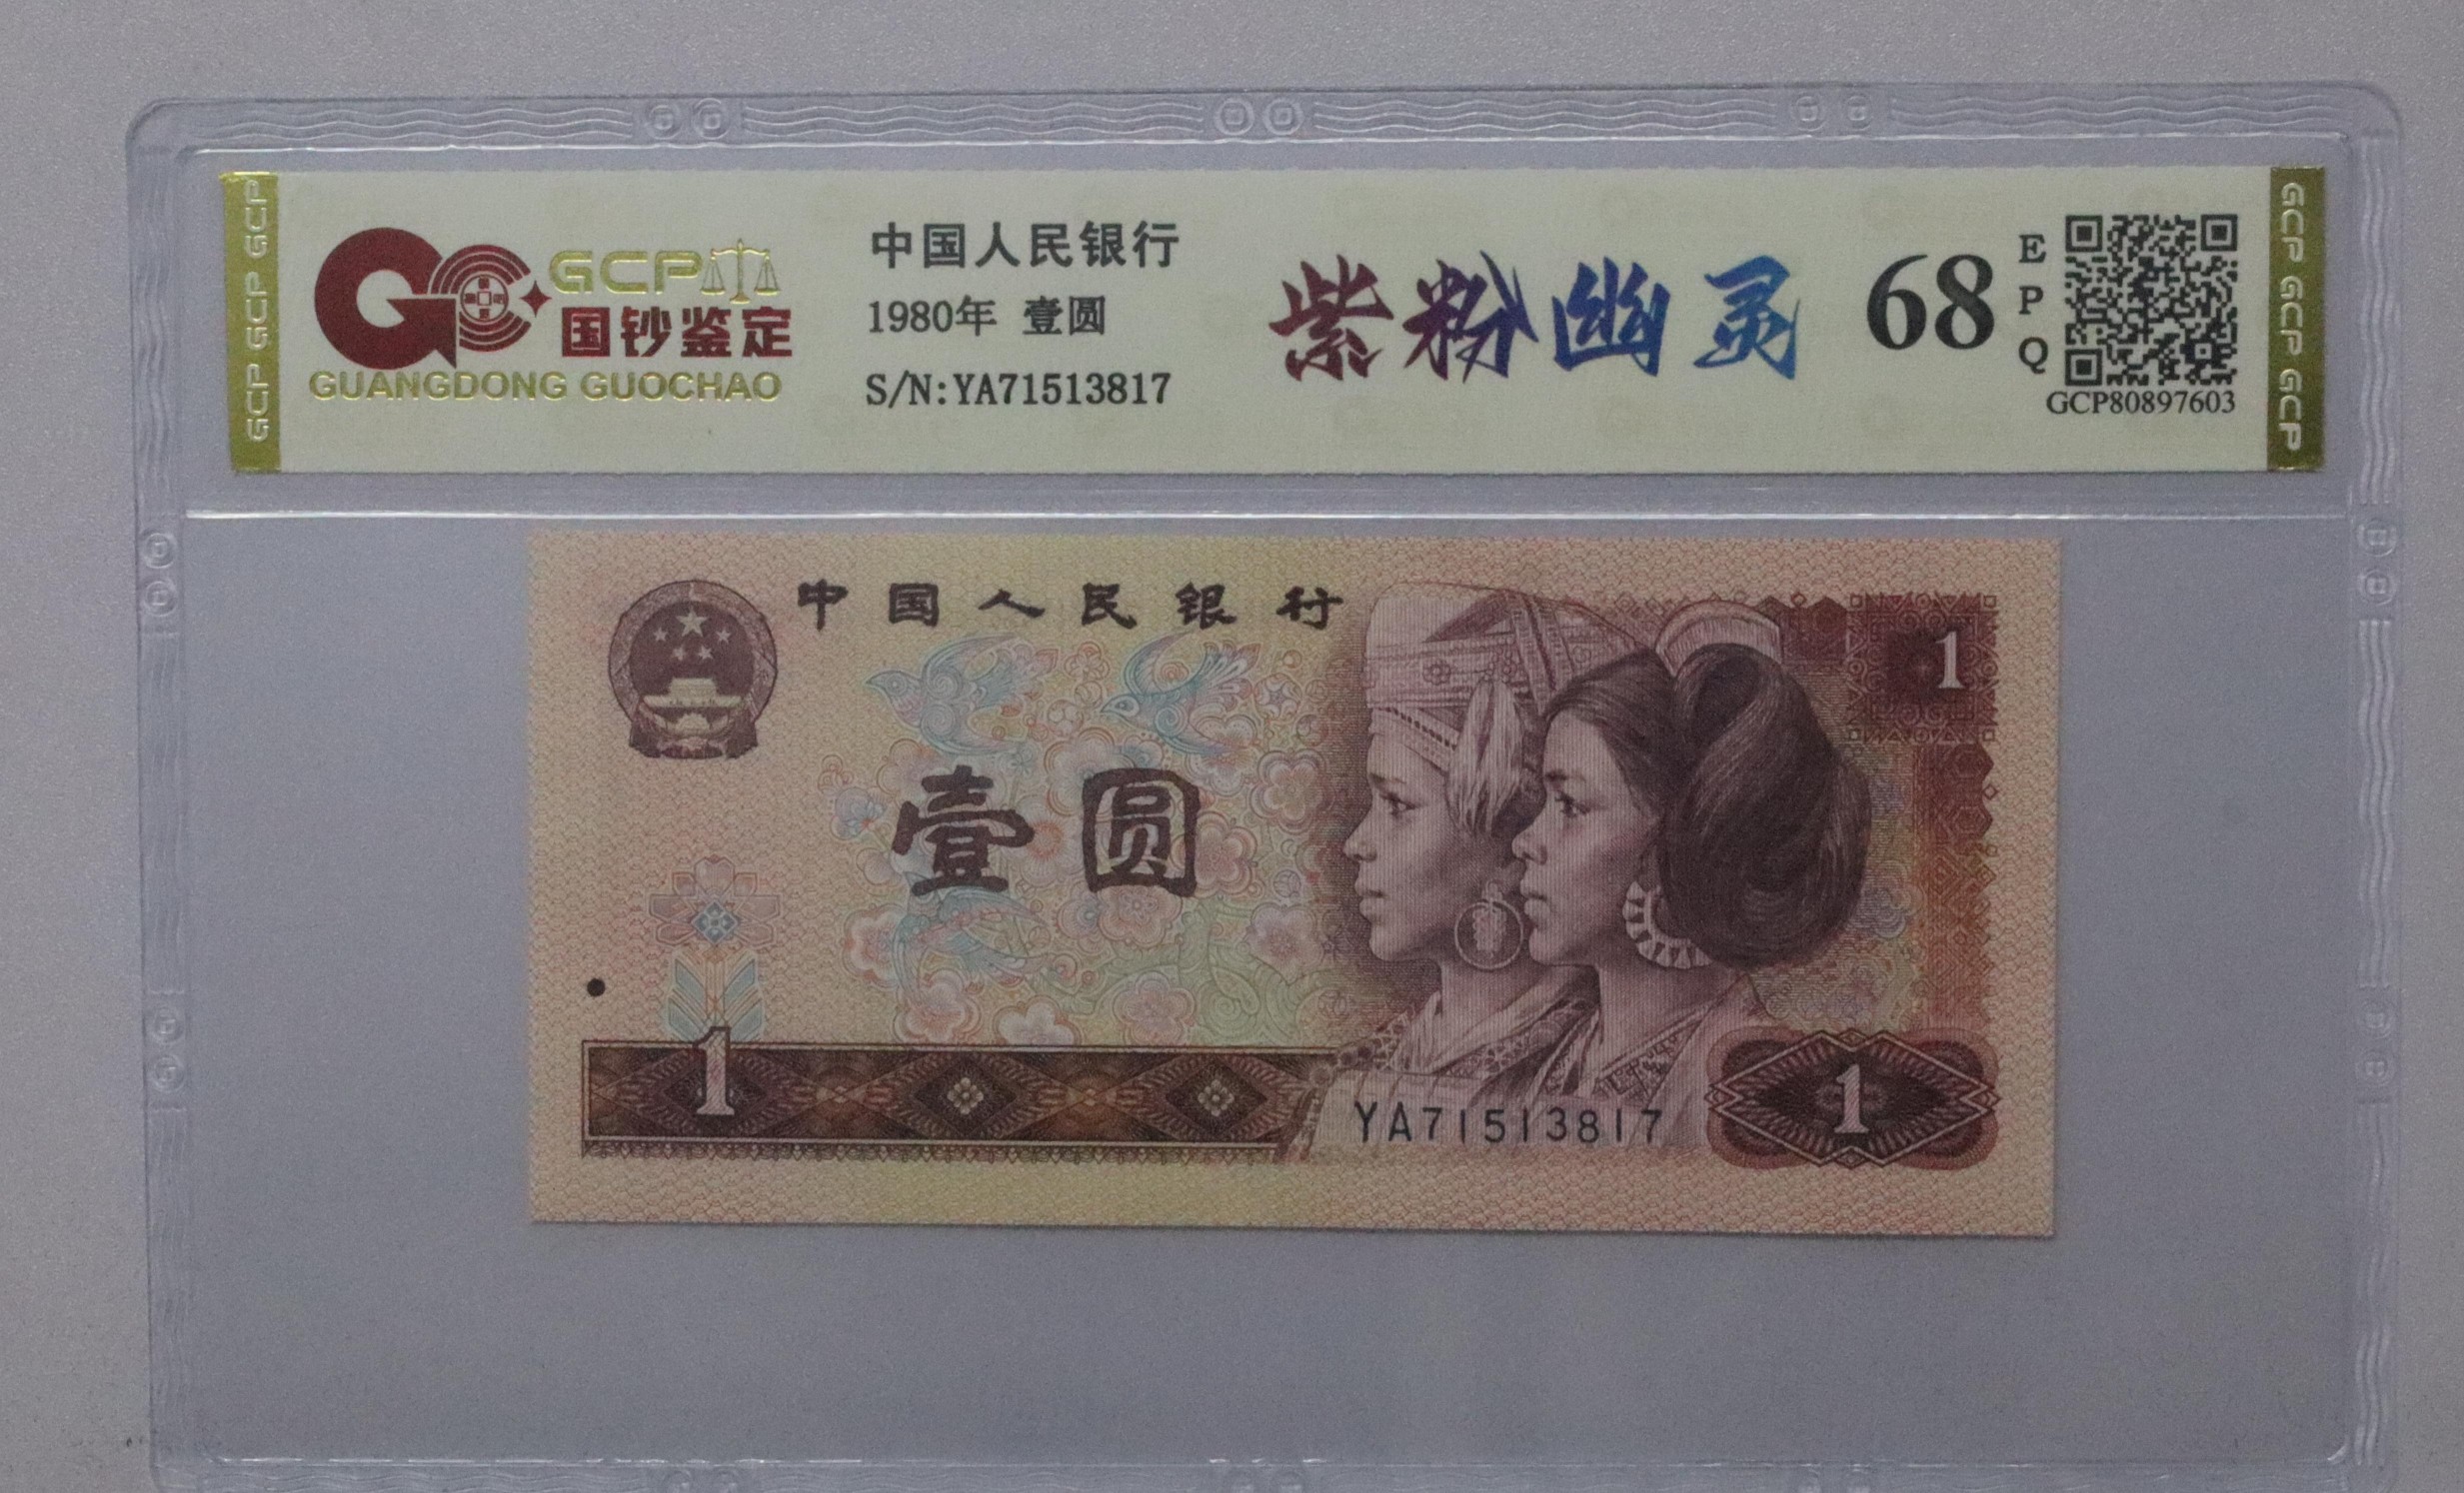 GCP GCP GCP
GCP
国钞鉴定
GUANGDONG GUOCHAO
中国人民银行
1980年 壹圆
S/N:YA71513817
紫粉幽灵
68
EPQ
GCP80897603
GCP GCP GCP
中国人民银行
1
壹圆
1
YA71513817
1